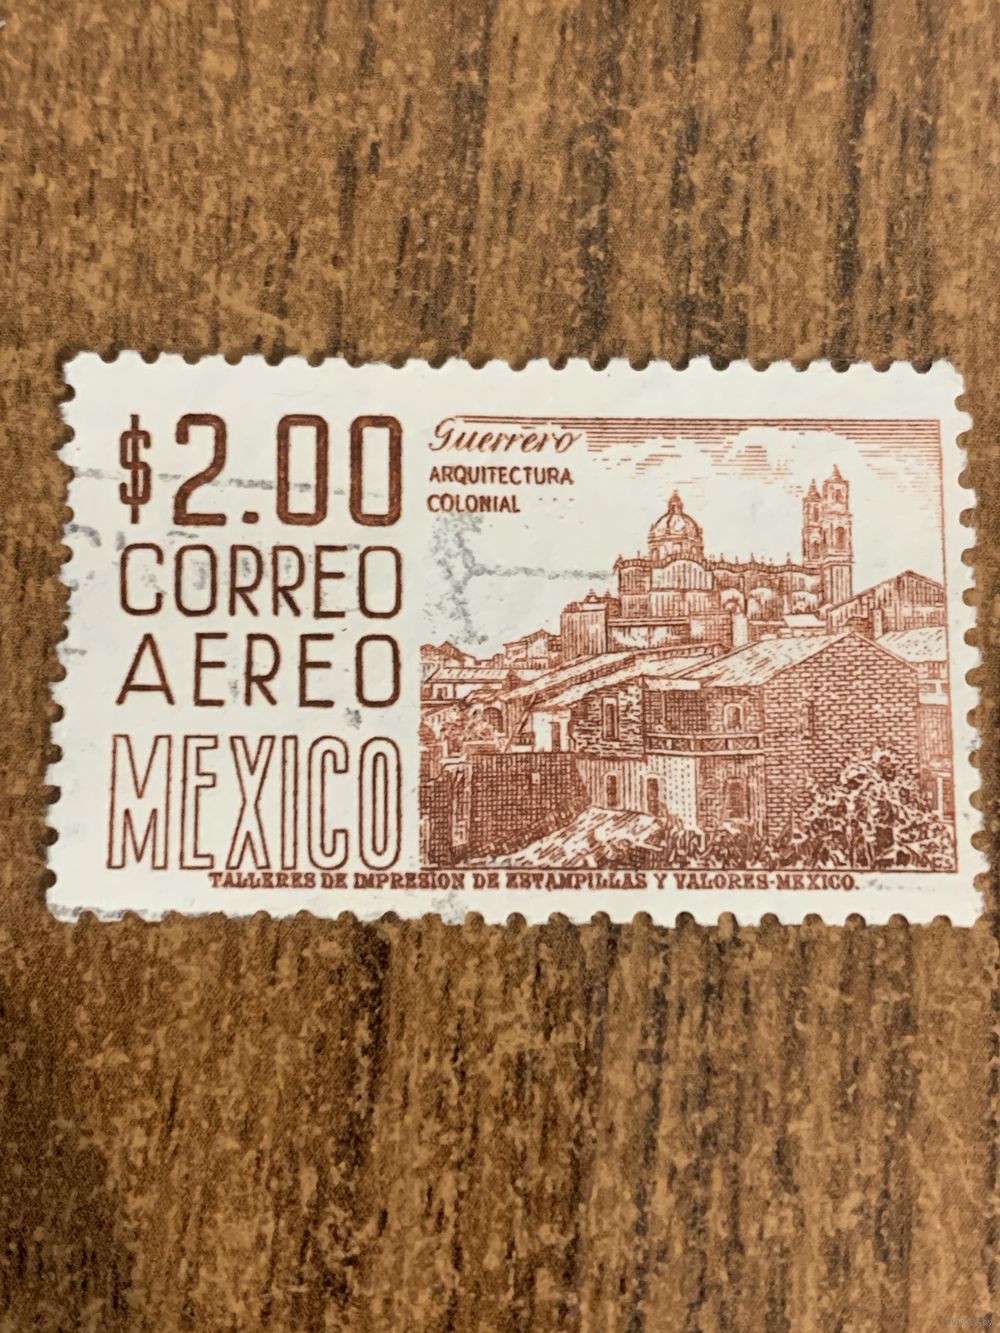 $2.00
CORREO
AEREO
MEXICO
Guerrero
ARQUITECTURA
COLONIAL
TALLERES DE IMPRESION DE ESTAMPILLAS Y VALORES-MEXICO.